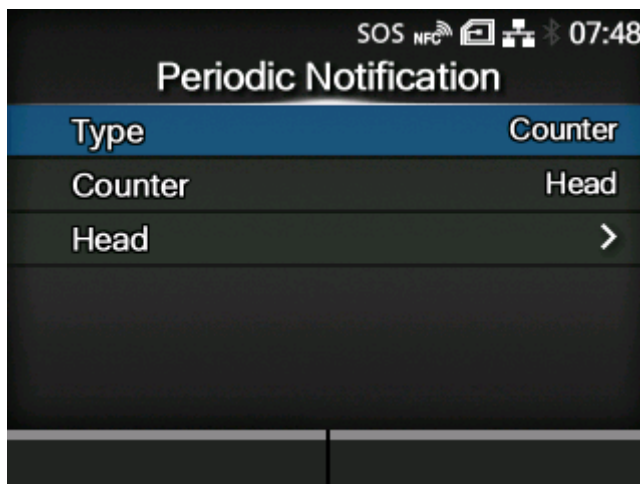 SOS NFC 07:48
Periodic Notification
Type Counter
Counter Head
Head